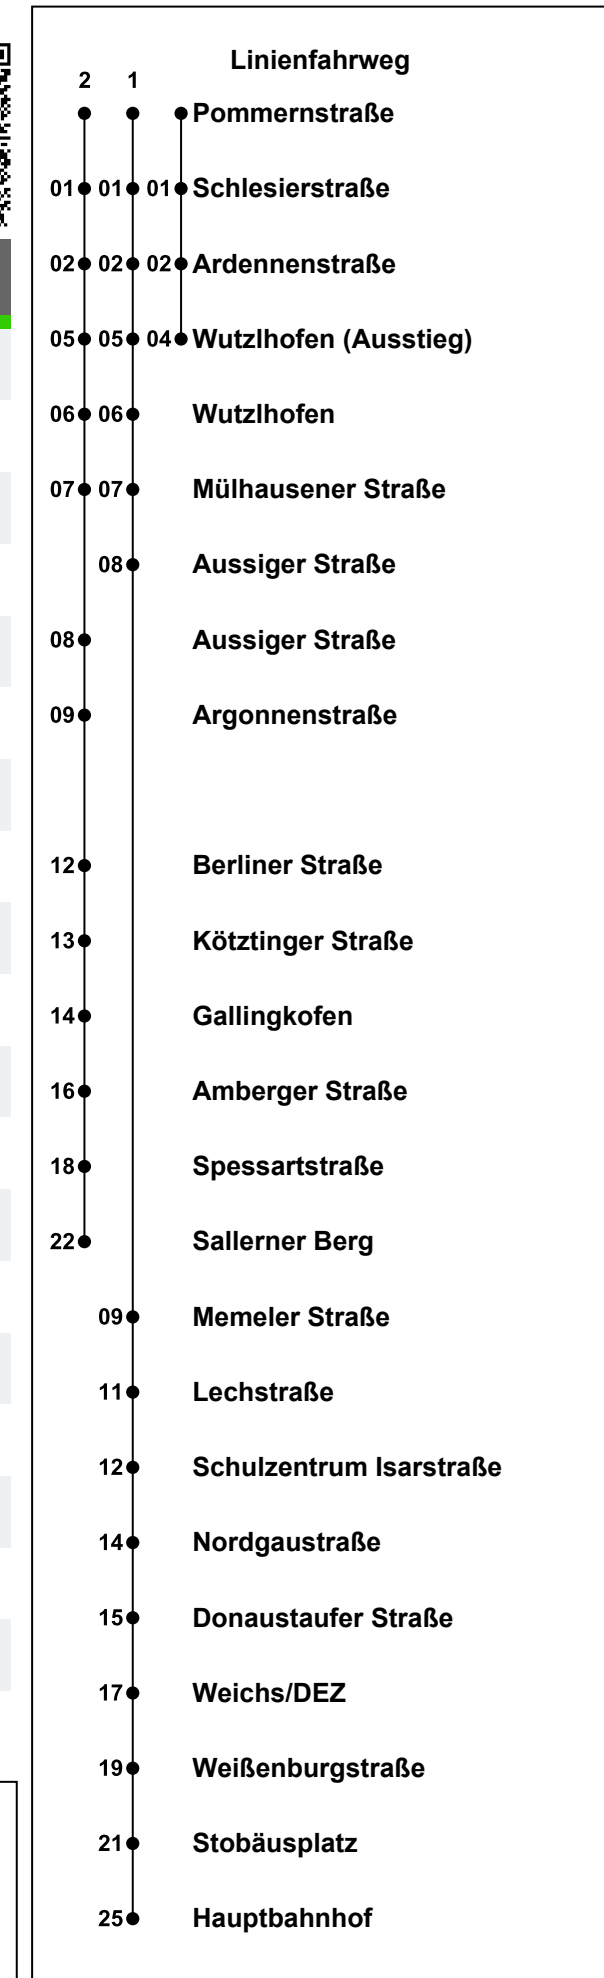 Linienfahrweg
2 1
Pommernstraße
01 01 01 Schlesierstraße
02 02 02 Ardennenstraße
05 05 04 Wutzlhofen (Ausstieg)
06 06 Wutzlhofen
07 07 Mülhausener Straße
08 Aussiger Straße
08 Aussiger Straße
09 Argonnenstraße
12 Berliner Straße
13 Kötztinger Straße
14 Gallingkofen
16 Amberger Straße
18 Spessartstraße
22 Sallerner Berg
09 Memeler Straße
11 Lechstraße
12 Schulzentrum Isarstraße
14 Nordgaustraße
15 Donaustaufer Straße
17 Weichs/DEZ
19 Weißenburgstraße
21 Stobäusplatz
25 Hauptbahnhof